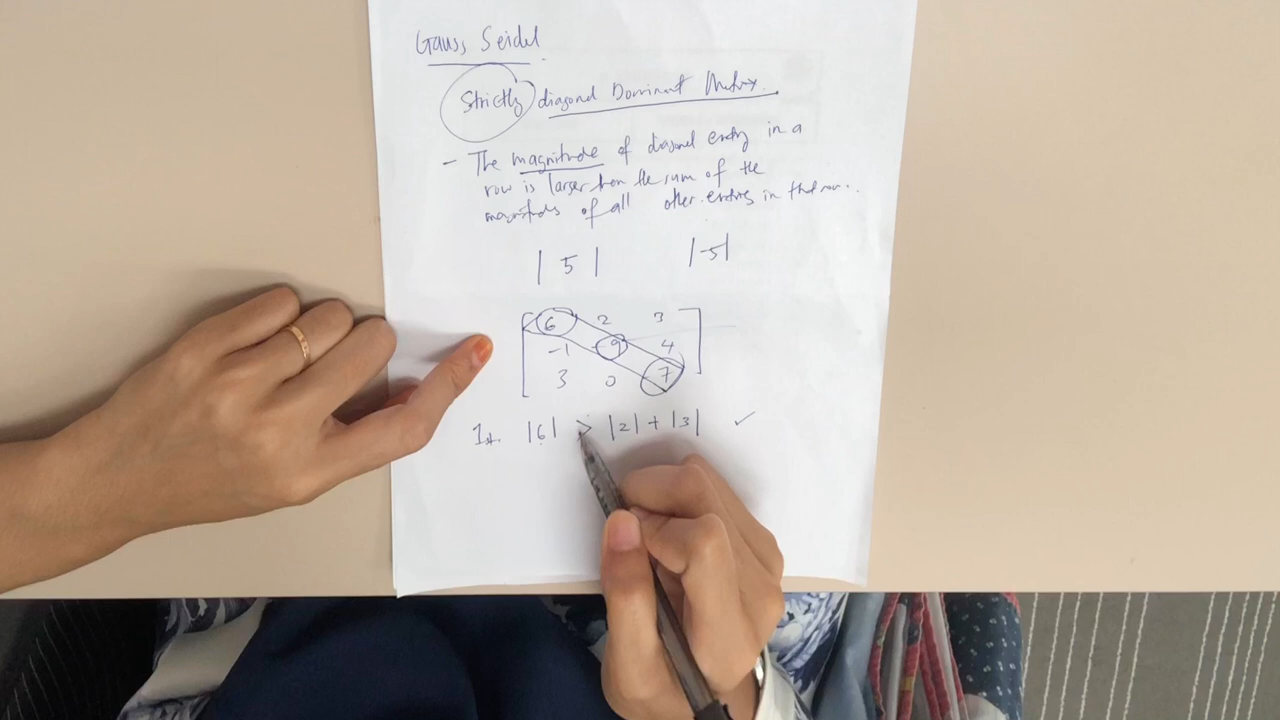 Gauss Seidel
Strictly diagonal Dominant Matrix.
- The magnitude of diagonal entry in a
row is larger than the sum of the
magnitudes of all other entries in that row.
|5| |-5|
6 2 3
-1 -9 4
3 0 7
1st. |6| > |2| + |3| ✓